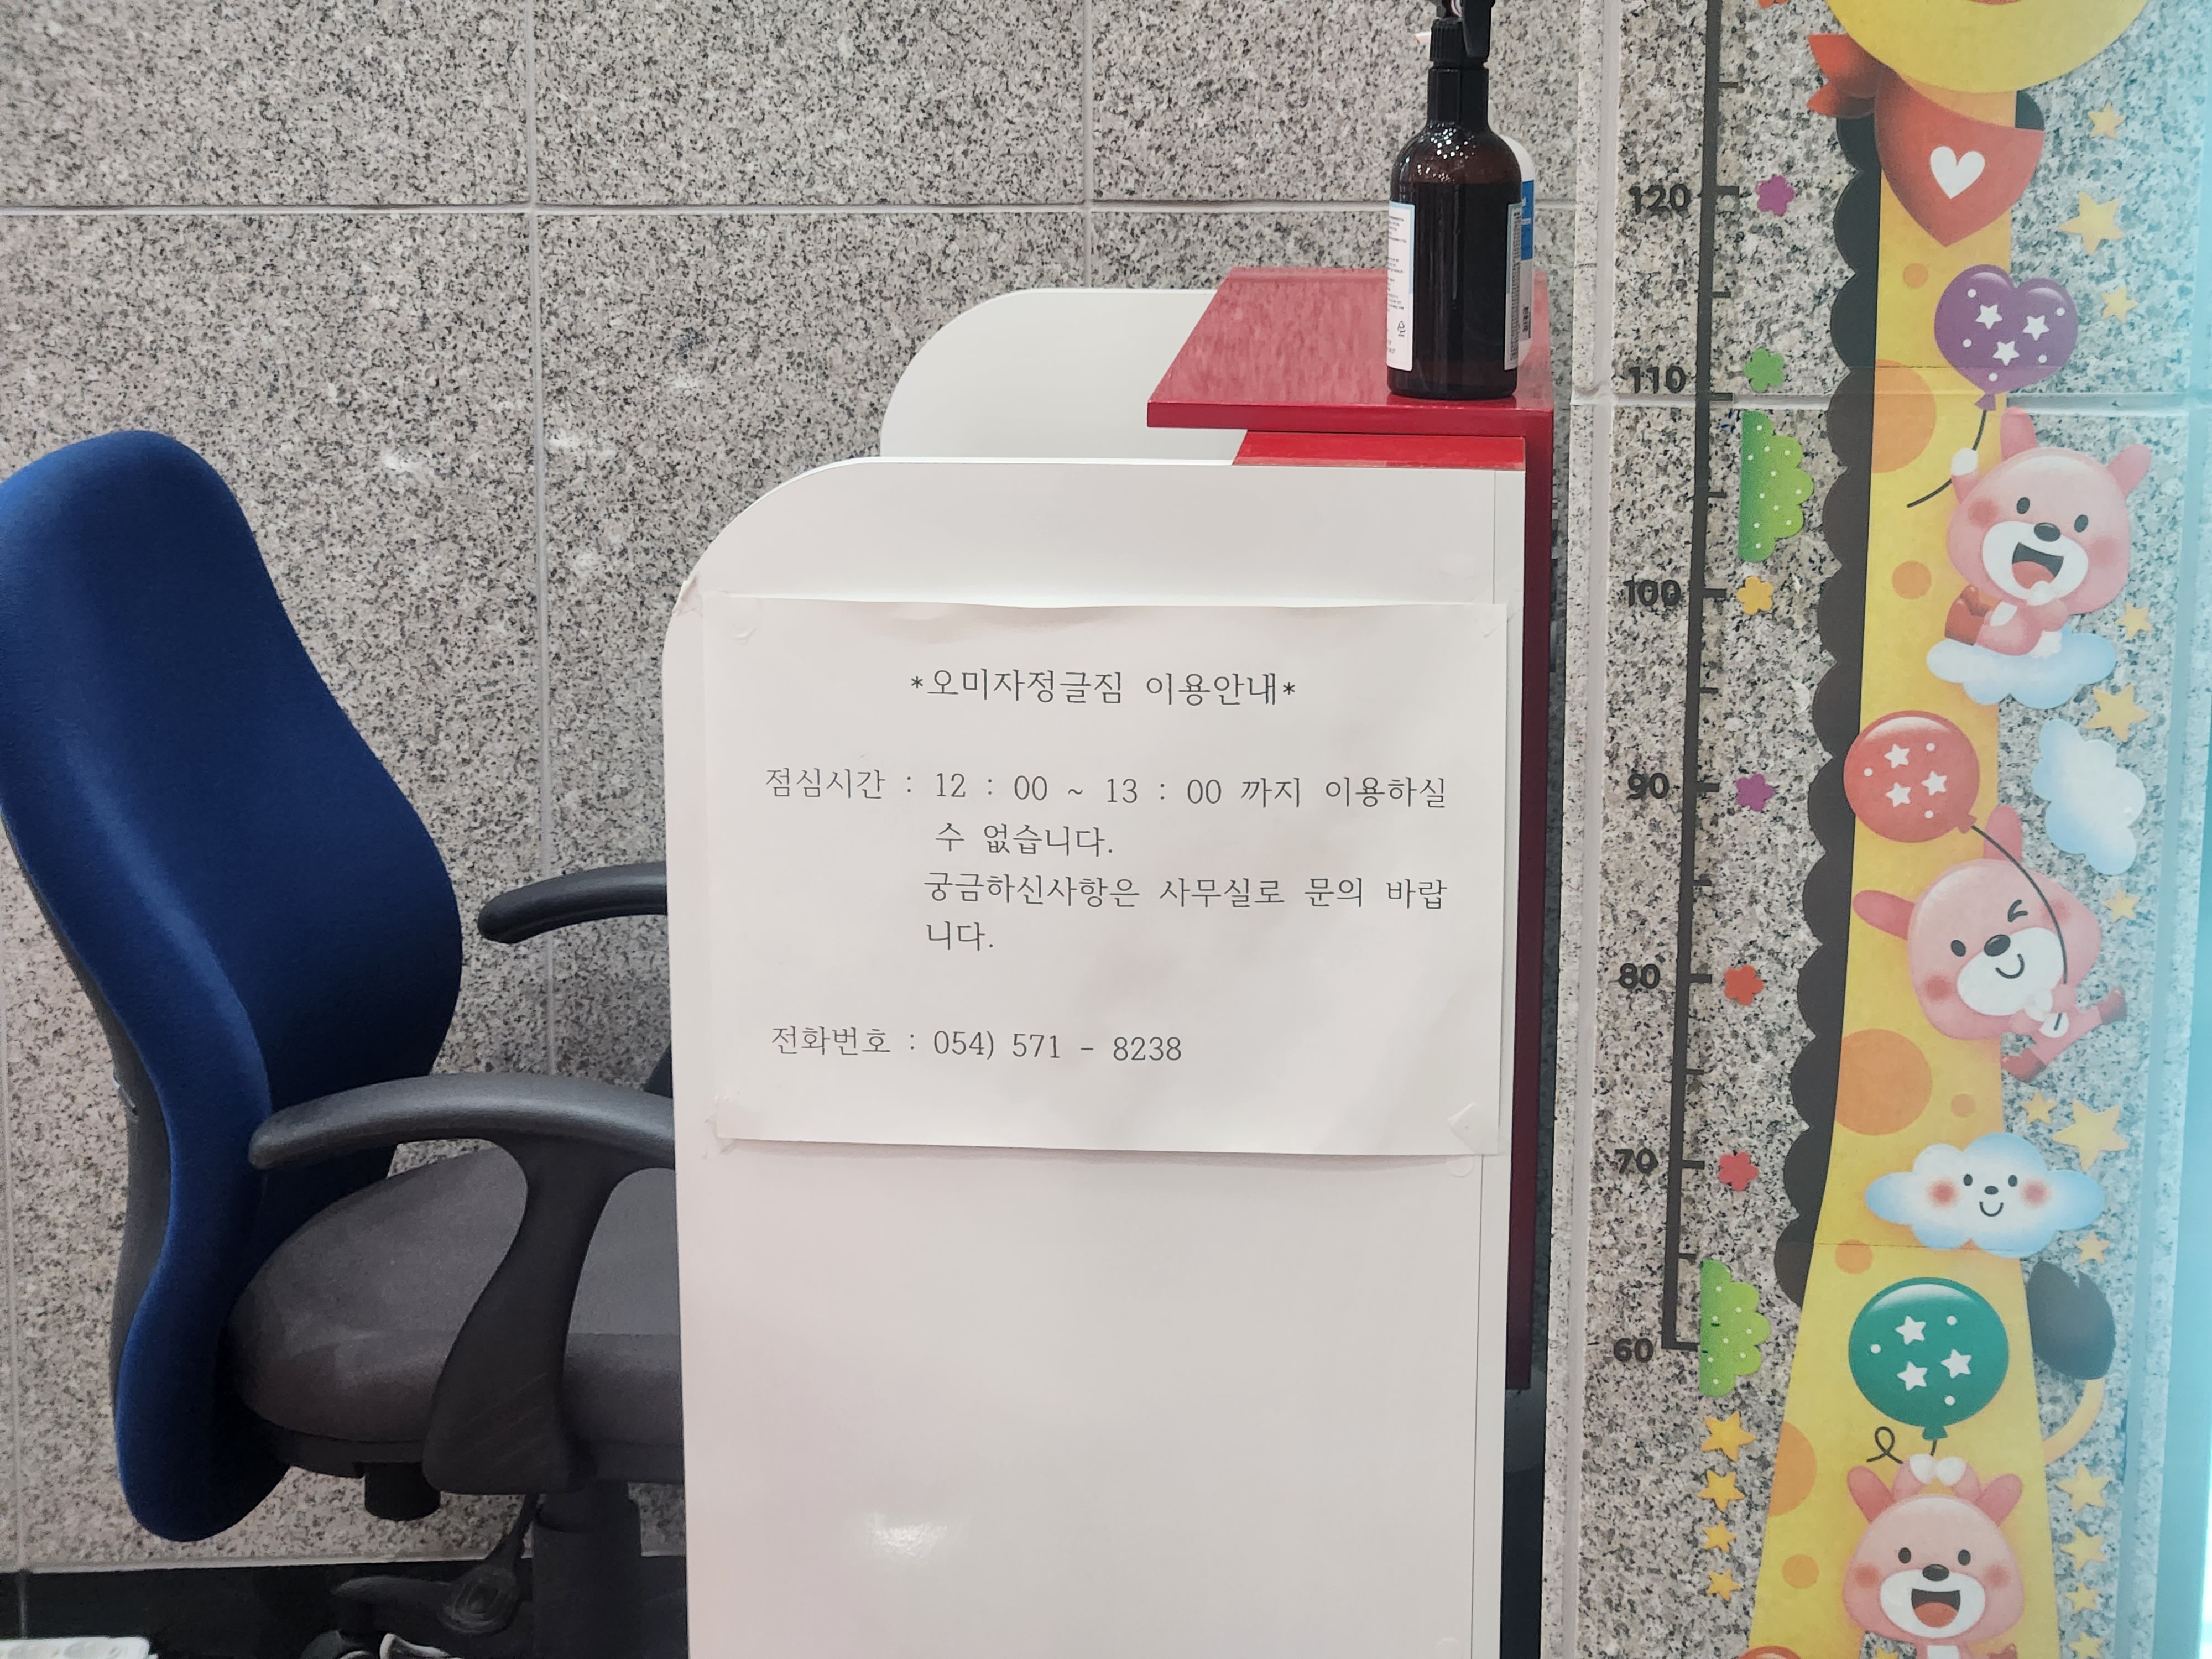 *오미자정글짐 이용안내*
점심시간 : 12 : 00 ~ 13 : 00 까지 이용하실
수 없습니다.
궁금하신사항은 사무실로 문의 바랍
니다.
전화번호 : 054) 571 - 8238
120
110
100
90
80
70
60